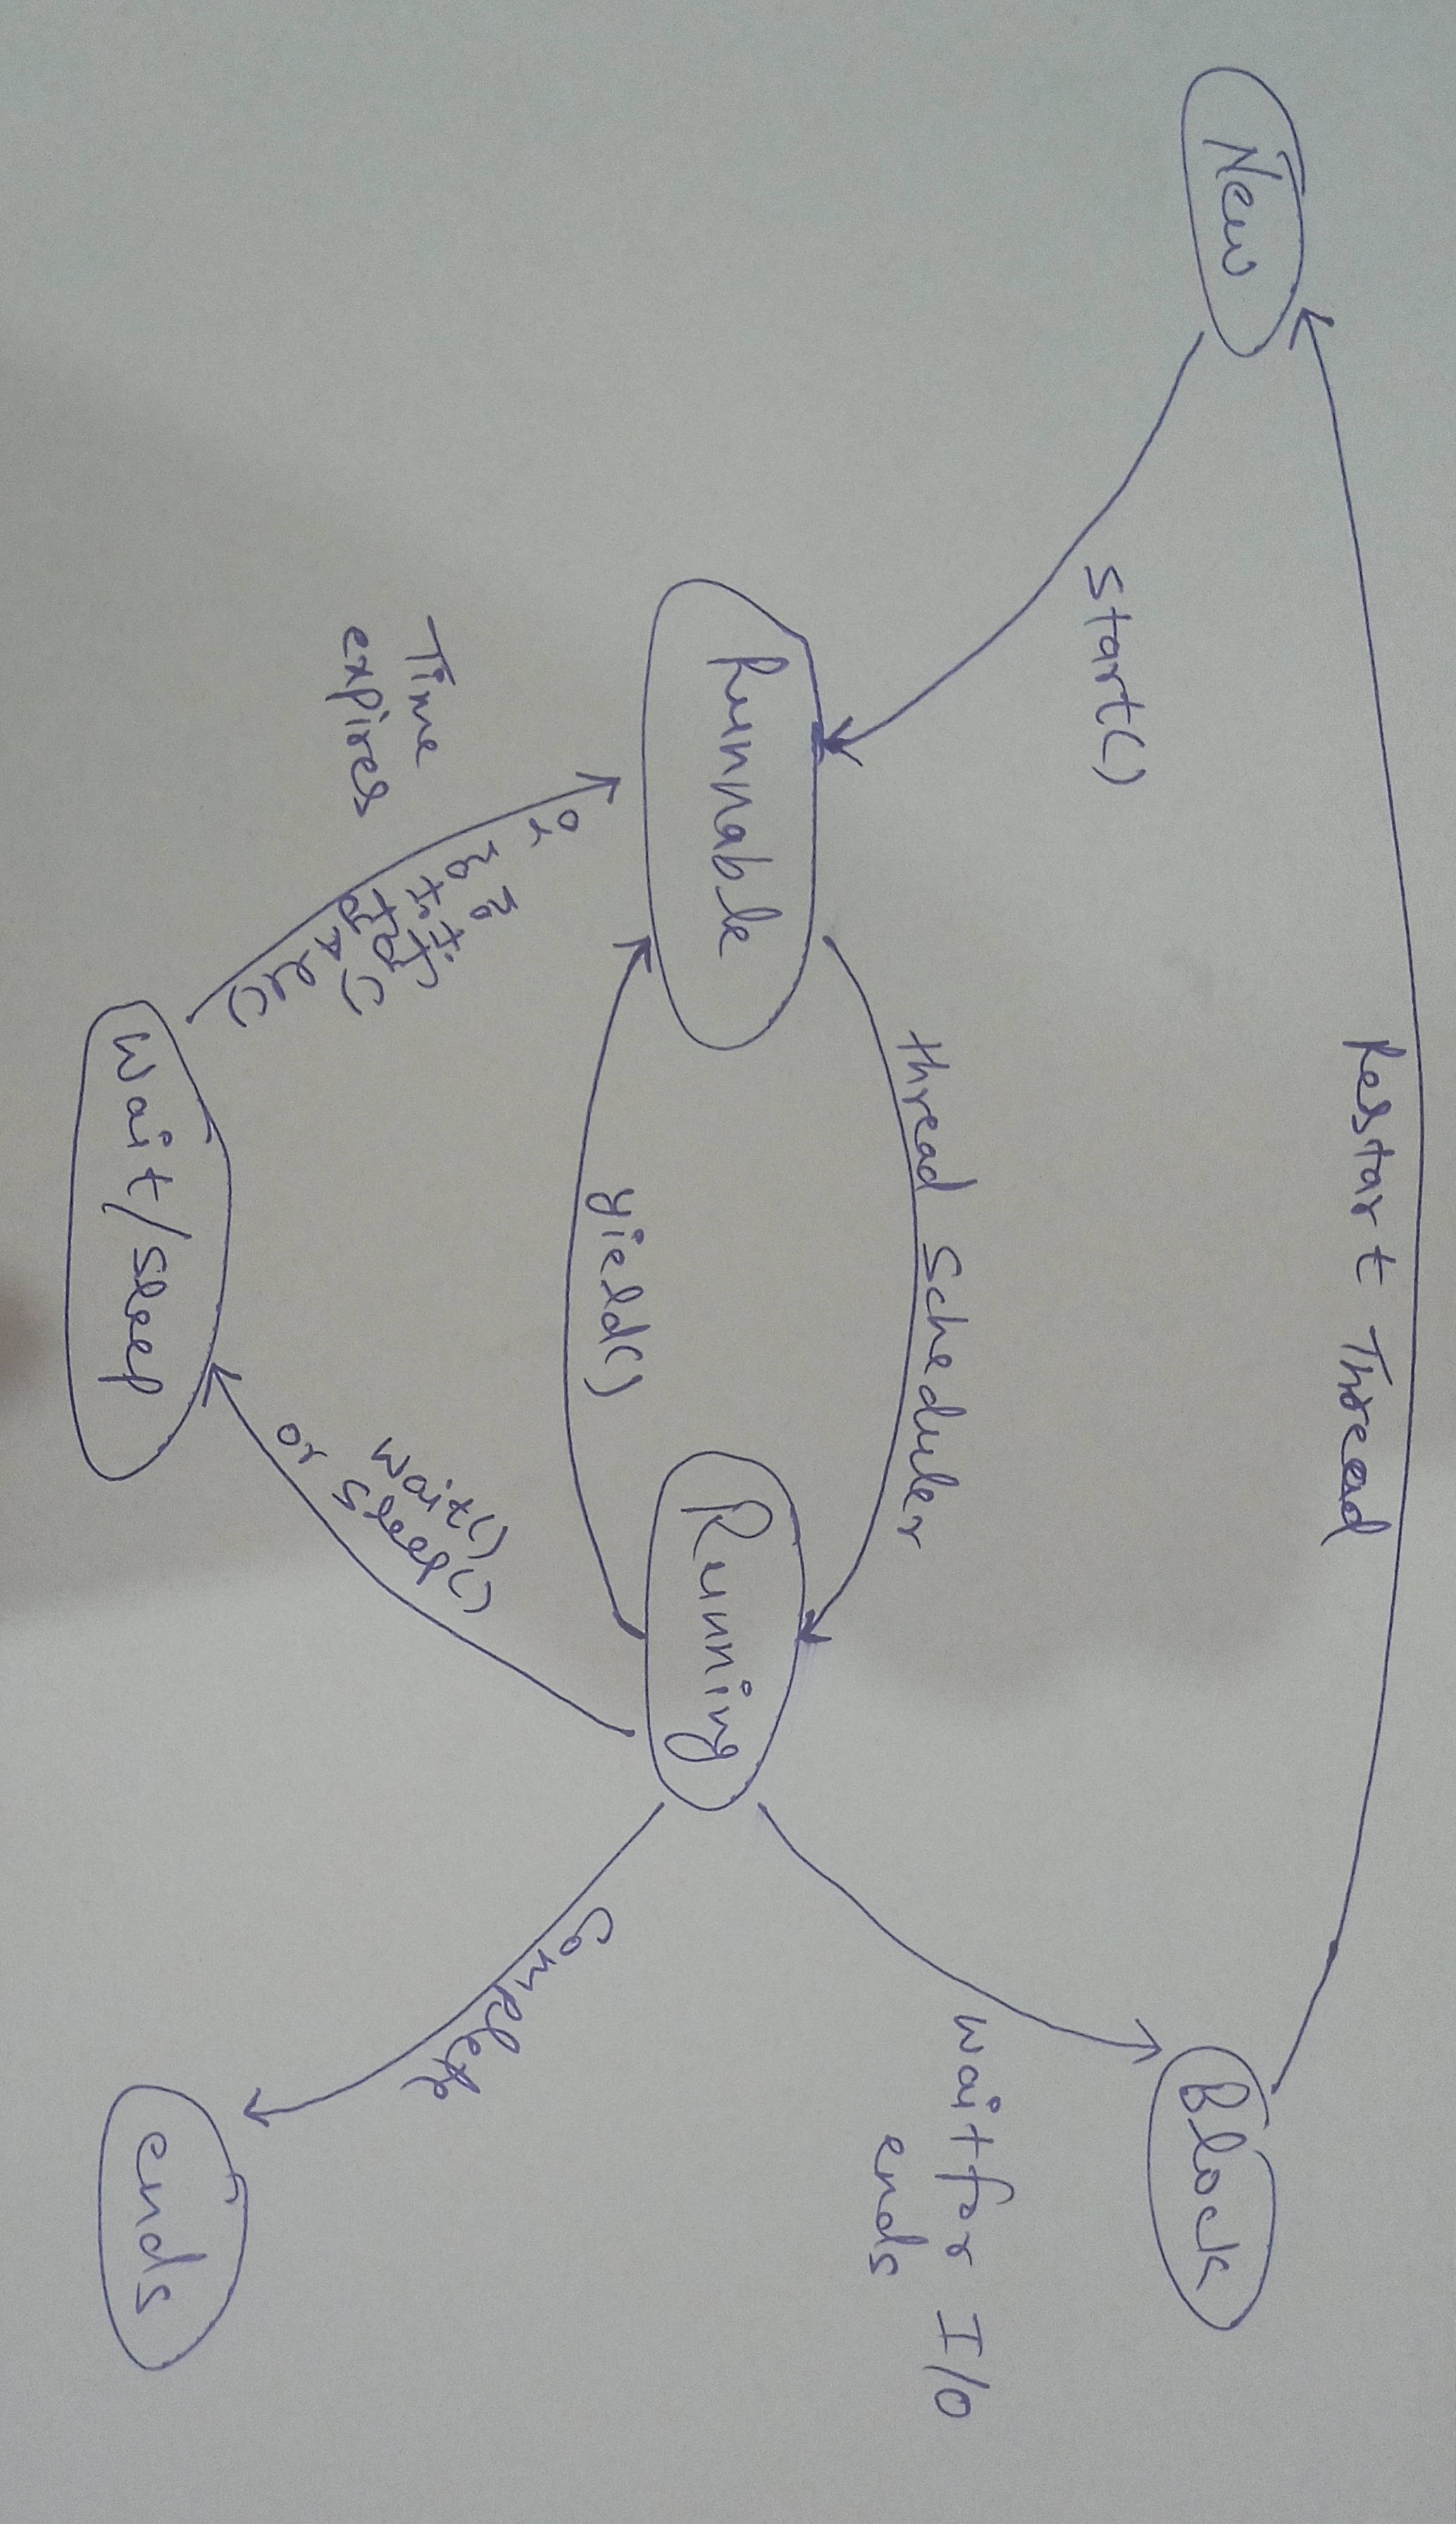 Restart Thread
New
Block
start()
wait for I/O
ends
thread scheduler
Runnable
Running
yield()
or notify()
notifyAll()
Time
expires
wait()
or sleep()
Complete
wait/sleep
ends